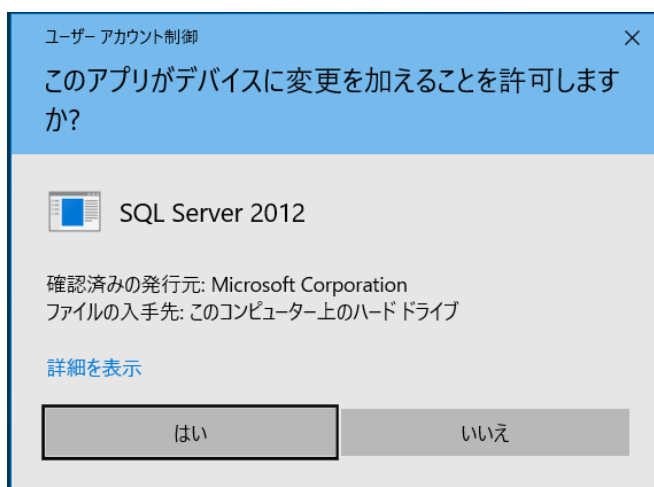 ユーザー アカウント制御
このアプリがデバイスに変更を加えることを許可します
か?
SQL Server 2012
確認済みの発行元: Microsoft Corporation
ファイルの入手先: このコンピューター上のハード ドライブ
詳細を表示
はい
いいえ